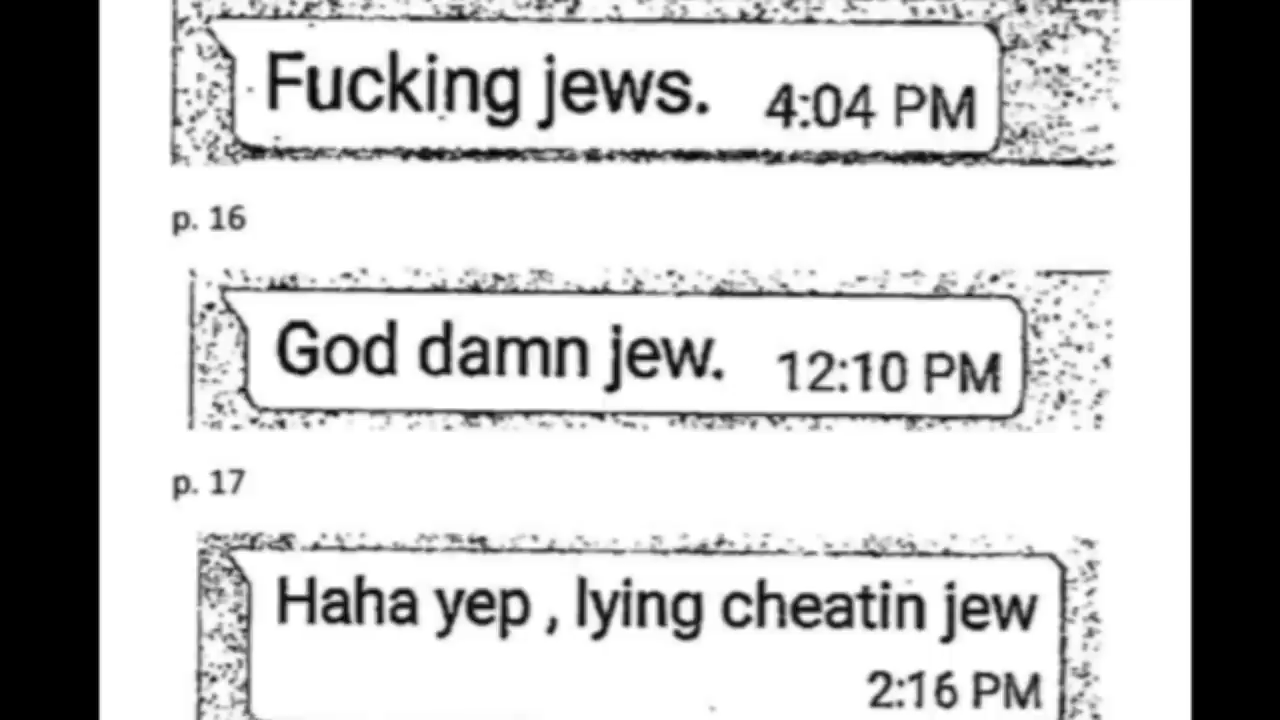 Fucking jews. 4:04 PM
p. 16
God damn jew. 12:10 PM
p. 17
Haha yep , lying cheatin jew
2:16 PM